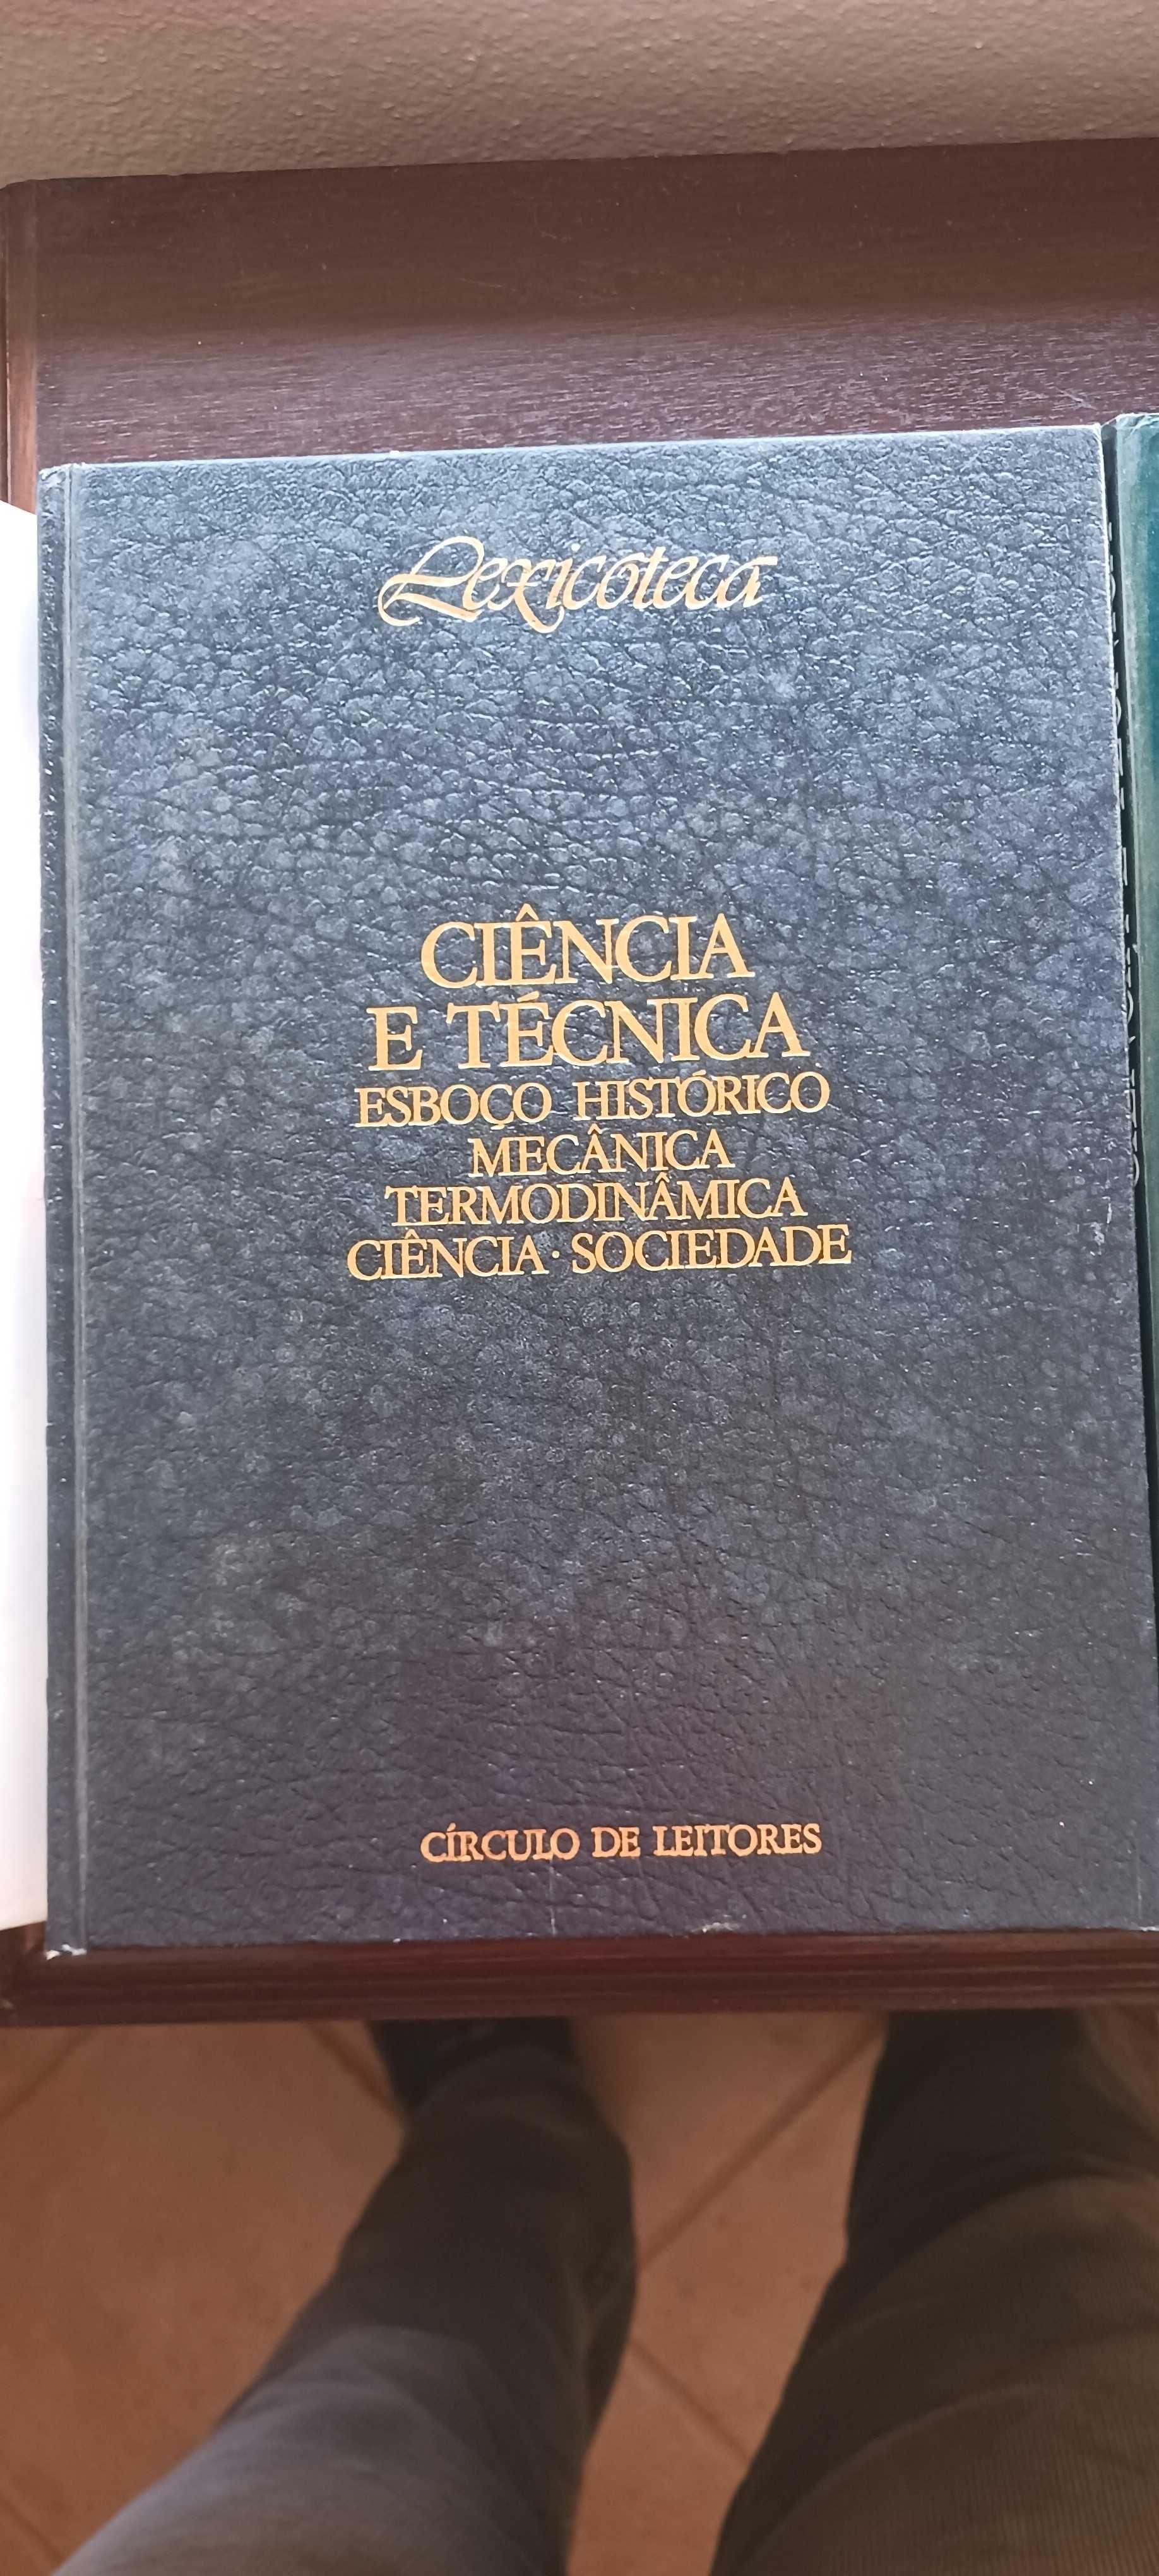 Lexicoteca
CIÊNCIA
E TÉCNICA
ESBOÇO HISTÓRICO
MECÂNICA
TERMODINÂMICA
CIÊNCIA · SOCIEDADE
CÍRCULO DE LEITORES